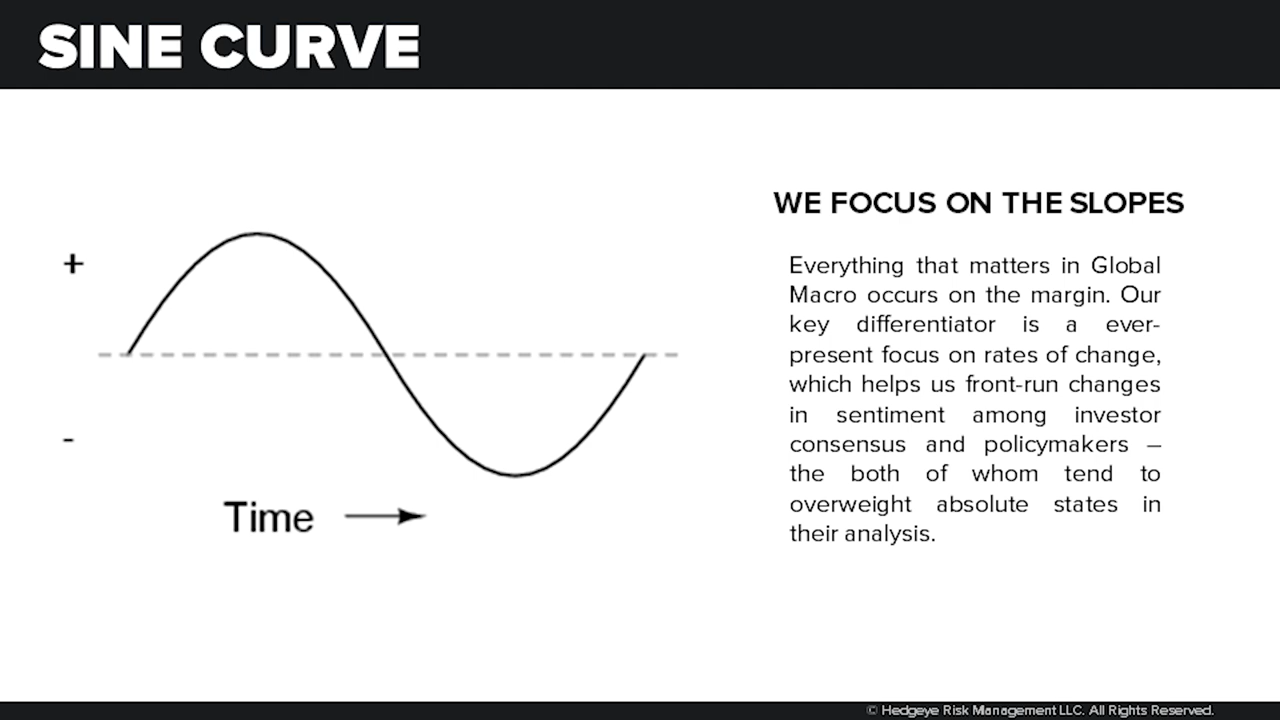 SINE CURVE
+
-
Time
WE FOCUS ON THE SLOPES
Everything that matters in Global
Macro occurs on the margin. Our
key differentiator is a ever-
present focus on rates of change,
which helps us front-run changes
in sentiment among investor
consensus and policymakers –
the both of whom tend to
overweight absolute states in
their analysis.
© Hedgeye Risk Management LLC. All Rights Reserved.